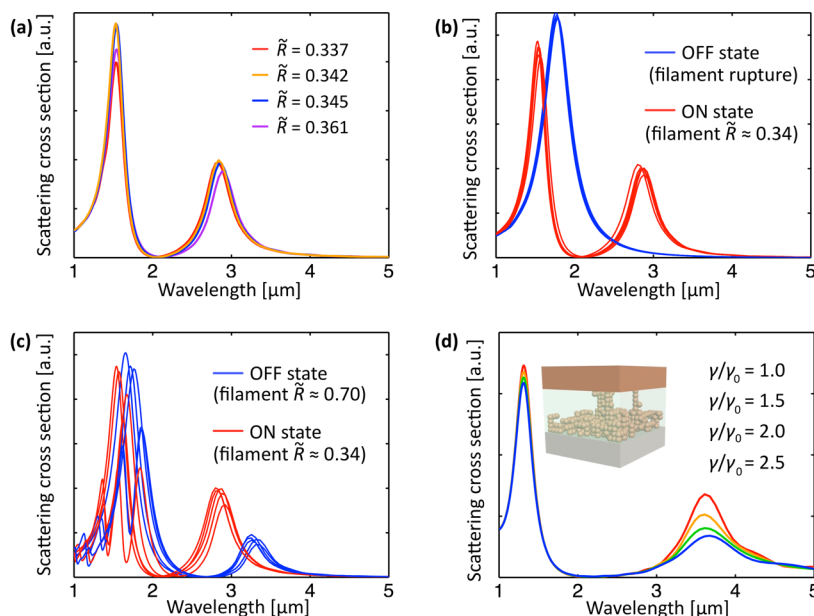 (a)
Scattering cross section [a.u.]
R̃ = 0.337
R̃ = 0.342
R̃ = 0.345
R̃ = 0.361
1 2 3 4 5
Wavelength [µm]
(b)
Scattering cross section [a.u.]
OFF state
(filament rupture)
ON state
(filament R̃ ≈ 0.34)
1 2 3 4 5
Wavelength [µm]
(c)
Scattering cross section [a.u.]
OFF state
(filament R̃ ≈ 0.70)
ON state
(filament R̃ ≈ 0.34)
1 2 3 4 5
Wavelength [µm]
(d)
Scattering cross section [a.u.]
γ/γ₀ = 1.0
γ/γ₀ = 1.5
γ/γ₀ = 2.0
γ/γ₀ = 2.5
1 2 3 4 5
Wavelength [µm]